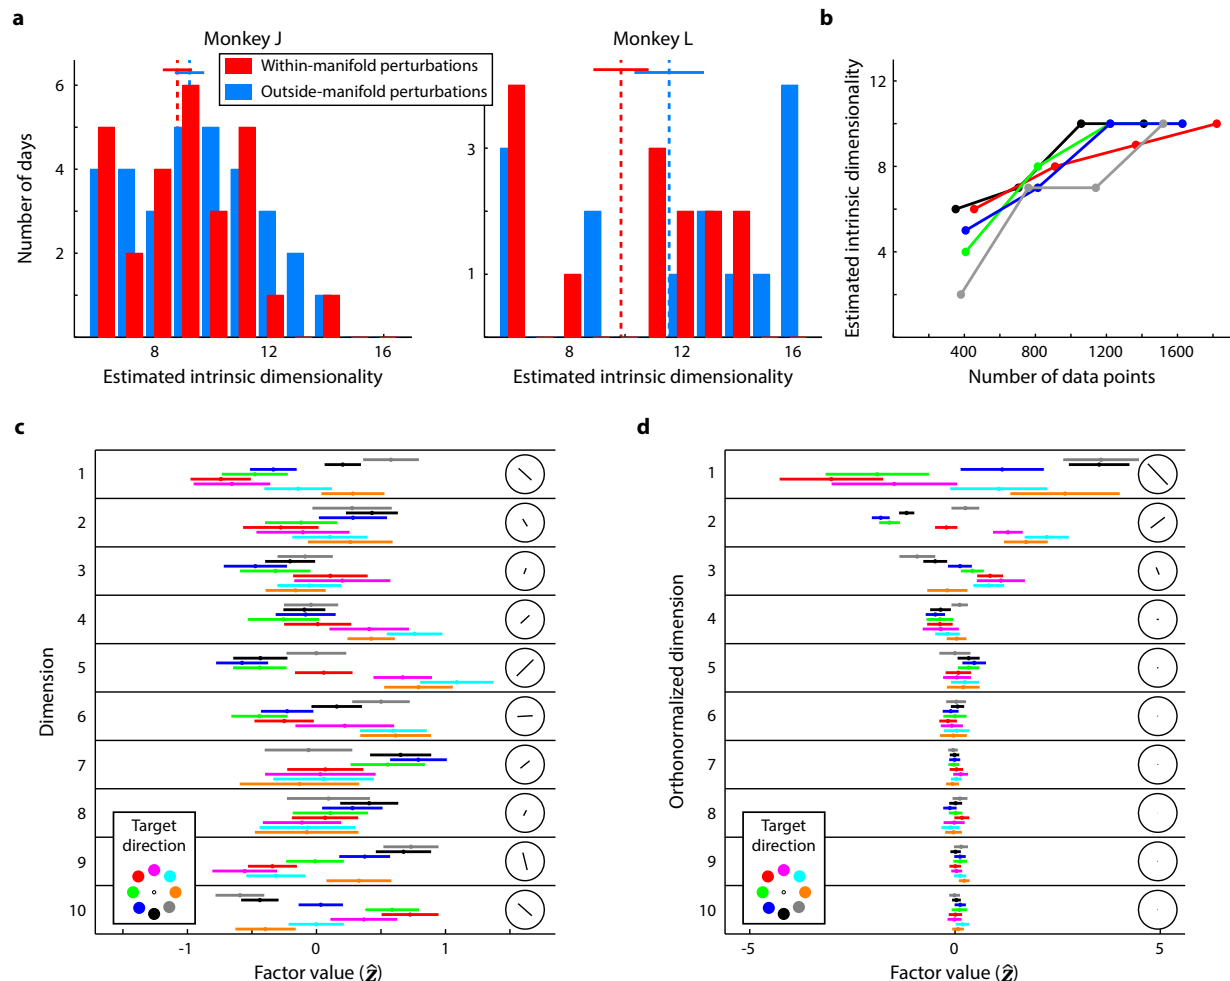 a
Monkey J
Monkey L
Within-manifold perturbations
Outside-manifold perturbations
Number of days
6
4
2
8
12
16
Estimated intrinsic dimensionality
3
1
8
12
16
Estimated intrinsic dimensionality
b
Estimated intrinsic dimensionality
12
8
4
400
800
1200
1600
Number of data points
c
Dimension
1
2
3
4
5
6
7
8
9
10
Target
direction
-1
0
1
Factor value (ẑ)
d
Orthonormalized dimension
1
2
3
4
5
6
7
8
9
10
Target
direction
-5
0
5
Factor value (ẑ)